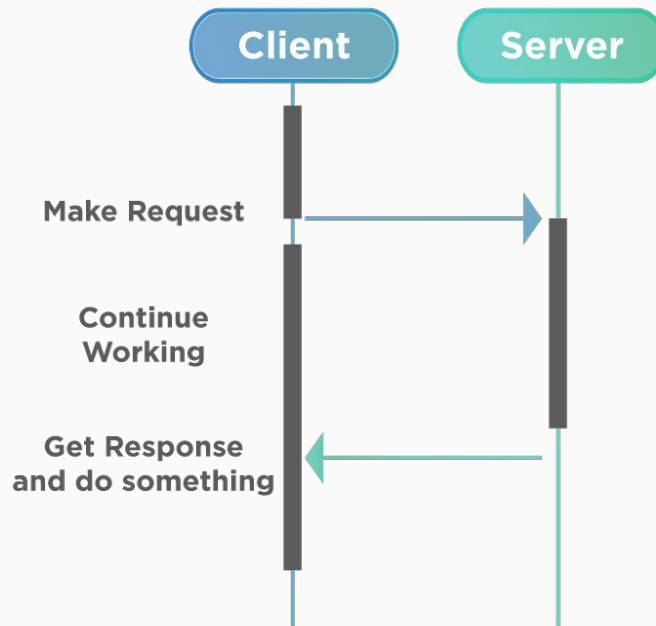 Client
Server
Make Request
Continue
Working
Get Response
and do something